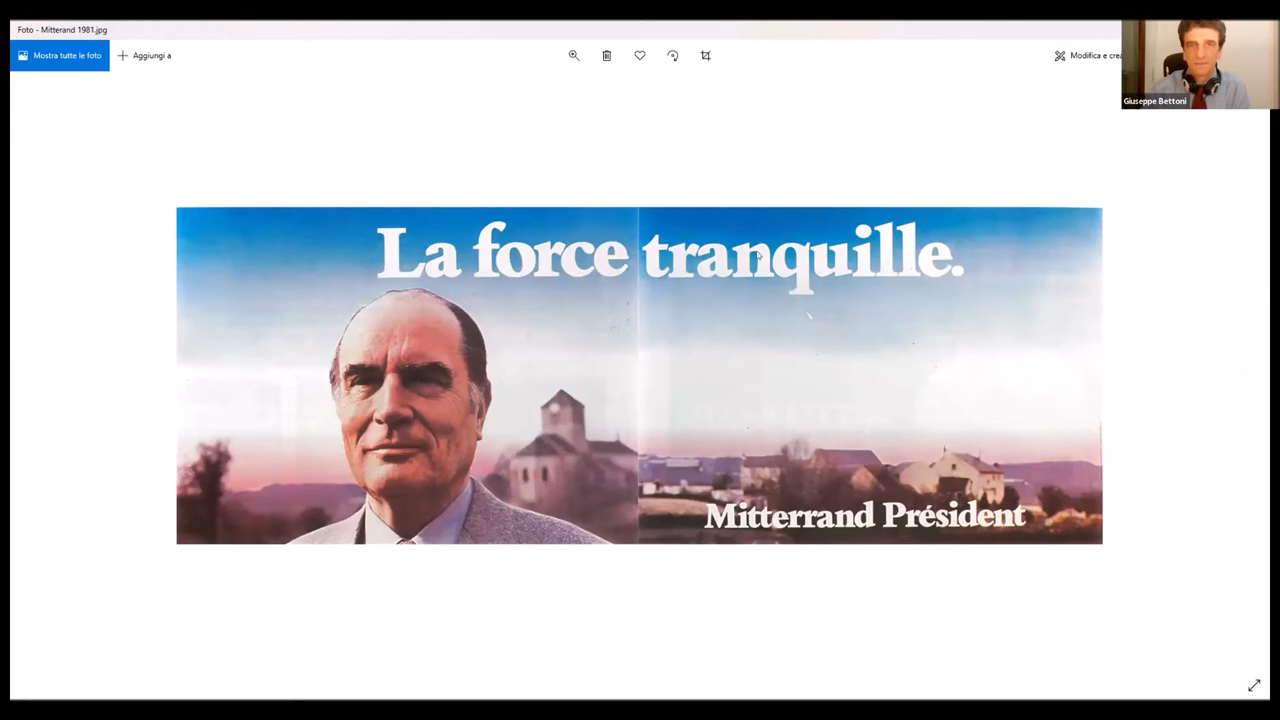 Foto - Mitterand 1981.jpg
Mostra tutte le foto
Aggiungi a
Modifica e crea
Giuseppe Bettoni
La force tranquille.
Mitterrand Président